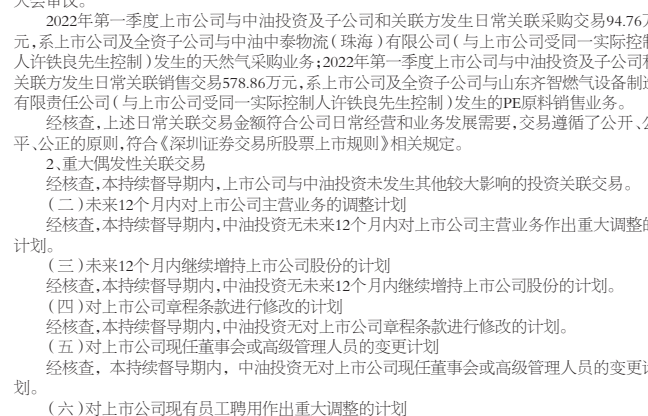 大会审议。
2022年第一季度上市公司与中油投资及子公司和关联方发生日常关联采购交易94.76
元,系上市公司及全资子公司与中油中泰物流(珠海)有限公司(与上市公司受同一实际控制
人许铁良先生控制)发生的天然气采购业务;2022年第一季度上市公司与中油投资及子公司和
关联方发生日常关联销售交易578.86万元,系上市公司及全资子公司与山东齐智燃气设备制造
有限责任公司(与上市公司受同一实际控制人许铁良先生控制)发生的PE原料销售业务。
经核查,上述日常关联交易金额符合公司日常经营和业务发展需要,交易遵循了公开、公
平、公正的原则,符合《深圳证券交易所股票上市规则》相关规定。
2、重大偶发性关联交易
经核查,本持续督导期内,上市公司与中油投资未发生其他较大影响的投资关联交易。
(二)未来12个月内对上市公司主营业务的调整计划
经核查,本持续督导期内,中油投资无未来12个月内对上市公司主营业务作出重大调整的
计划。
(三)未来12个月内继续增持上市公司股份的计划
经核查,本持续督导期内,中油投资无未来12个月内继续增持上市公司股份的计划。
(四)对上市公司章程条款进行修改的计划
经核查,本持续督导期内,中油投资无对上市公司章程条款进行修改的计划。
(五)对上市公司现任董事会或高级管理人员的变更计划
经核查,本持续督导期内,中油投资无对上市公司现任董事会或高级管理人员的变更计
划。
(六)对上市公司现有员工聘用作出重大调整的计划